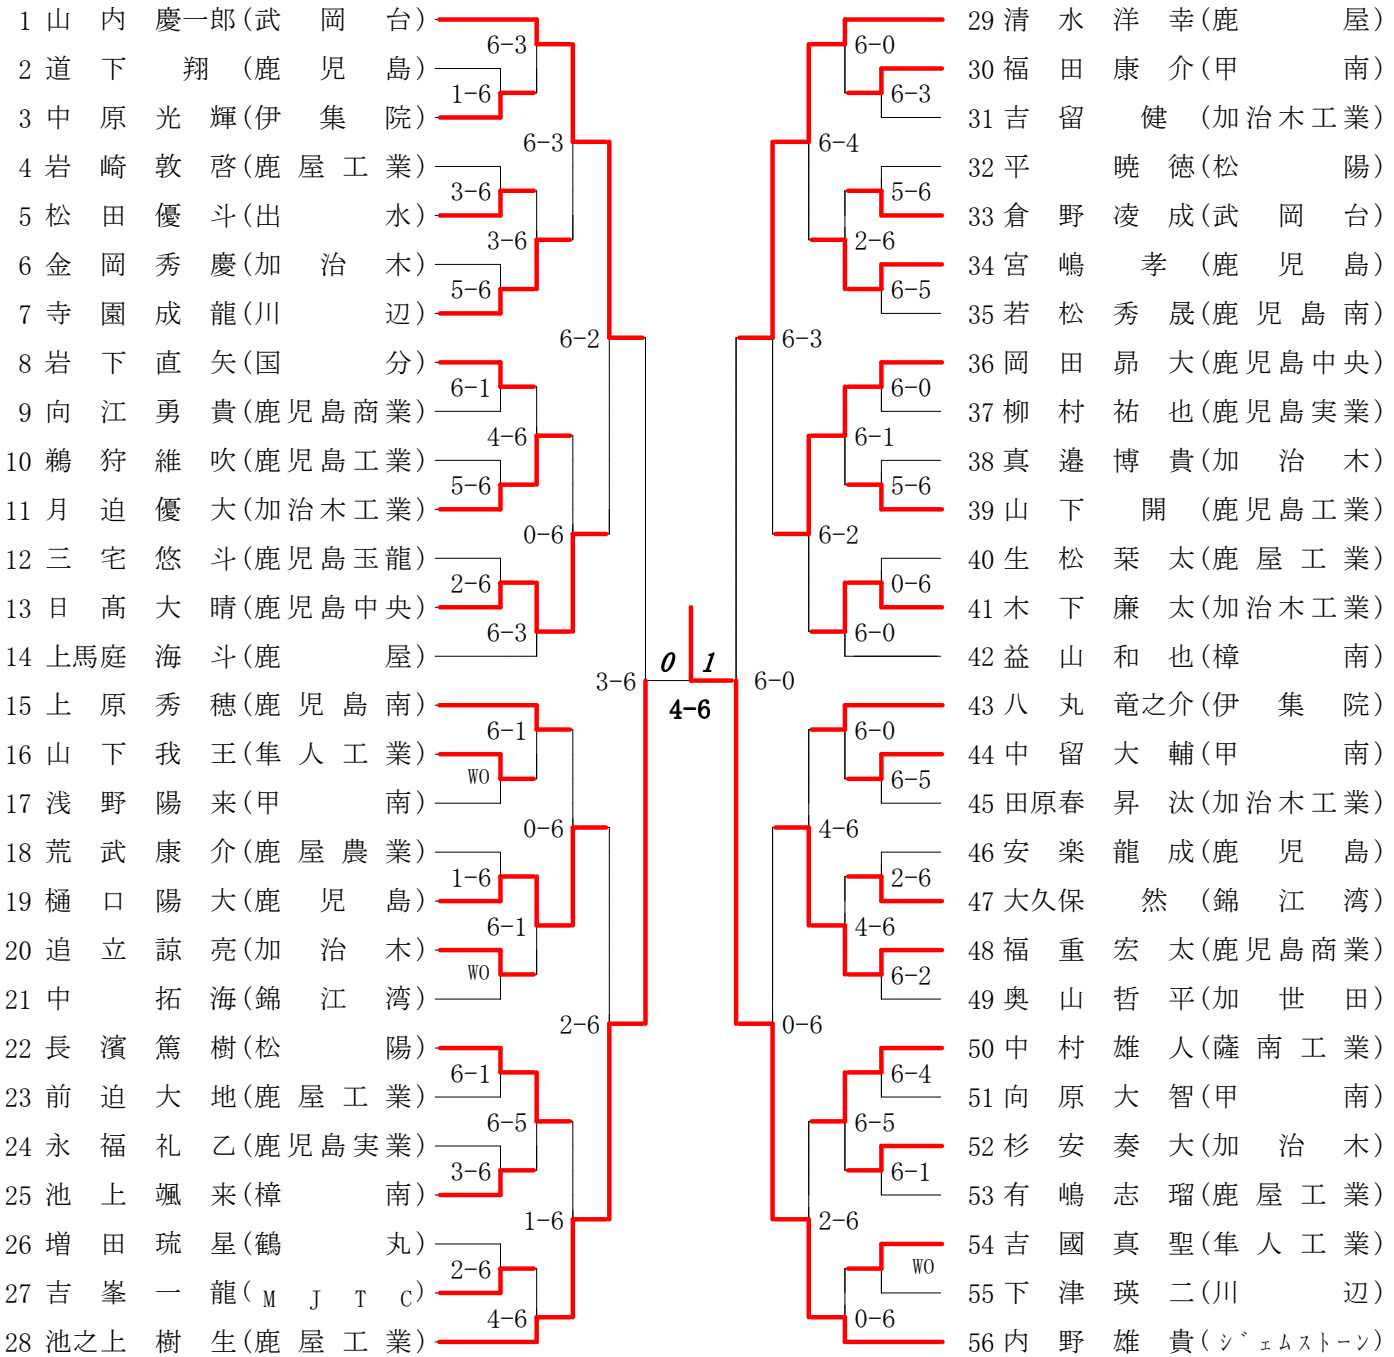 1 山内 慶一郎 (武岡台)
2 道下 翔 (鹿児島)
3 中原 光輝 (伊集院)
4 岩崎 敦啓 (鹿屋工業)
5 松田 優斗 (出水)
6 金岡 秀慶 (加治木)
7 寺園 成龍 (川辺)
8 岩下 直矢 (国分)
9 向江 勇貴 (鹿児島商業)
10 鵜狩 維吹 (鹿児島工業)
11 月迫 優大 (加治木工業)
12 三宅 悠斗 (鹿児島玉龍)
13 日髙 大晴 (鹿児島中央)
14 上馬庭 海斗 (鹿屋)
15 上原 秀穂 (鹿児島南)
16 山下 我王 (隼人工業)
17 浅野 陽来 (甲南)
18 荒武 康介 (鹿屋農業)
19 樋口 陽大 (鹿児島)
20 追立 諒亮 (加治木)
21 中 拓海 (錦江湾)
22 長濱 篤樹 (松陽)
23 前迫 大地 (鹿屋工業)
24 永福 礼乙 (鹿児島実業)
25 池上 颯来 (樟南)
26 増田 琉星 (鶴丸)
27 吉峯 一龍 (MJTC)
28 池之上 樹生 (鹿屋工業)
6-3
1-6
6-3
3-6
3-6
5-6
6-2
6-1
4-6
5-6
0-6
2-6
6-3
3-6
6-1
WO
0-6
1-6
6-1
WO
2-6
6-1
6-5
3-6
1-6
2-6
4-6
0 1
4-6
6-0
6-3
6-4
5-6
2-6
6-5
6-3
6-0
6-1
5-6
6-2
0-6
6-0
6-0
6-0
6-5
4-6
2-6
4-6
6-2
0-6
6-4
6-5
6-1
2-6
WO
0-6
29 清水 洋幸 (鹿屋)
30 福田 康介 (甲南)
31 吉留 健 (加治木工業)
32 平 暁徳 (松陽)
33 倉野 凌成 (武岡台)
34 宮嶋 孝 (鹿児島)
35 若松 秀晟 (鹿児島南)
36 岡田 昴大 (鹿児島中央)
37 柳村 祐也 (鹿児島実業)
38 真邉 博貴 (加治木)
39 山下 開 (鹿児島工業)
40 生松 栞太 (鹿屋工業)
41 木下 廉太 (加治木工業)
42 益山 和也 (樟南)
43 八丸 竜之介 (伊集院)
44 中留 大輔 (甲南)
45 田原春 昇汰 (加治木工業)
46 安楽 龍成 (鹿児島)
47 大久保 然 (錦江湾)
48 福重 宏太 (鹿児島商業)
49 奥山 哲平 (加世田)
50 中村 雄人 (薩南工業)
51 向原 大智 (甲南)
52 杉安 奏大 (加治木)
53 有嶋 志瑠 (鹿屋工業)
54 吉國 真聖 (隼人工業)
55 下津 瑛二 (川辺)
56 内野 雄貴 (ジェムストーン)